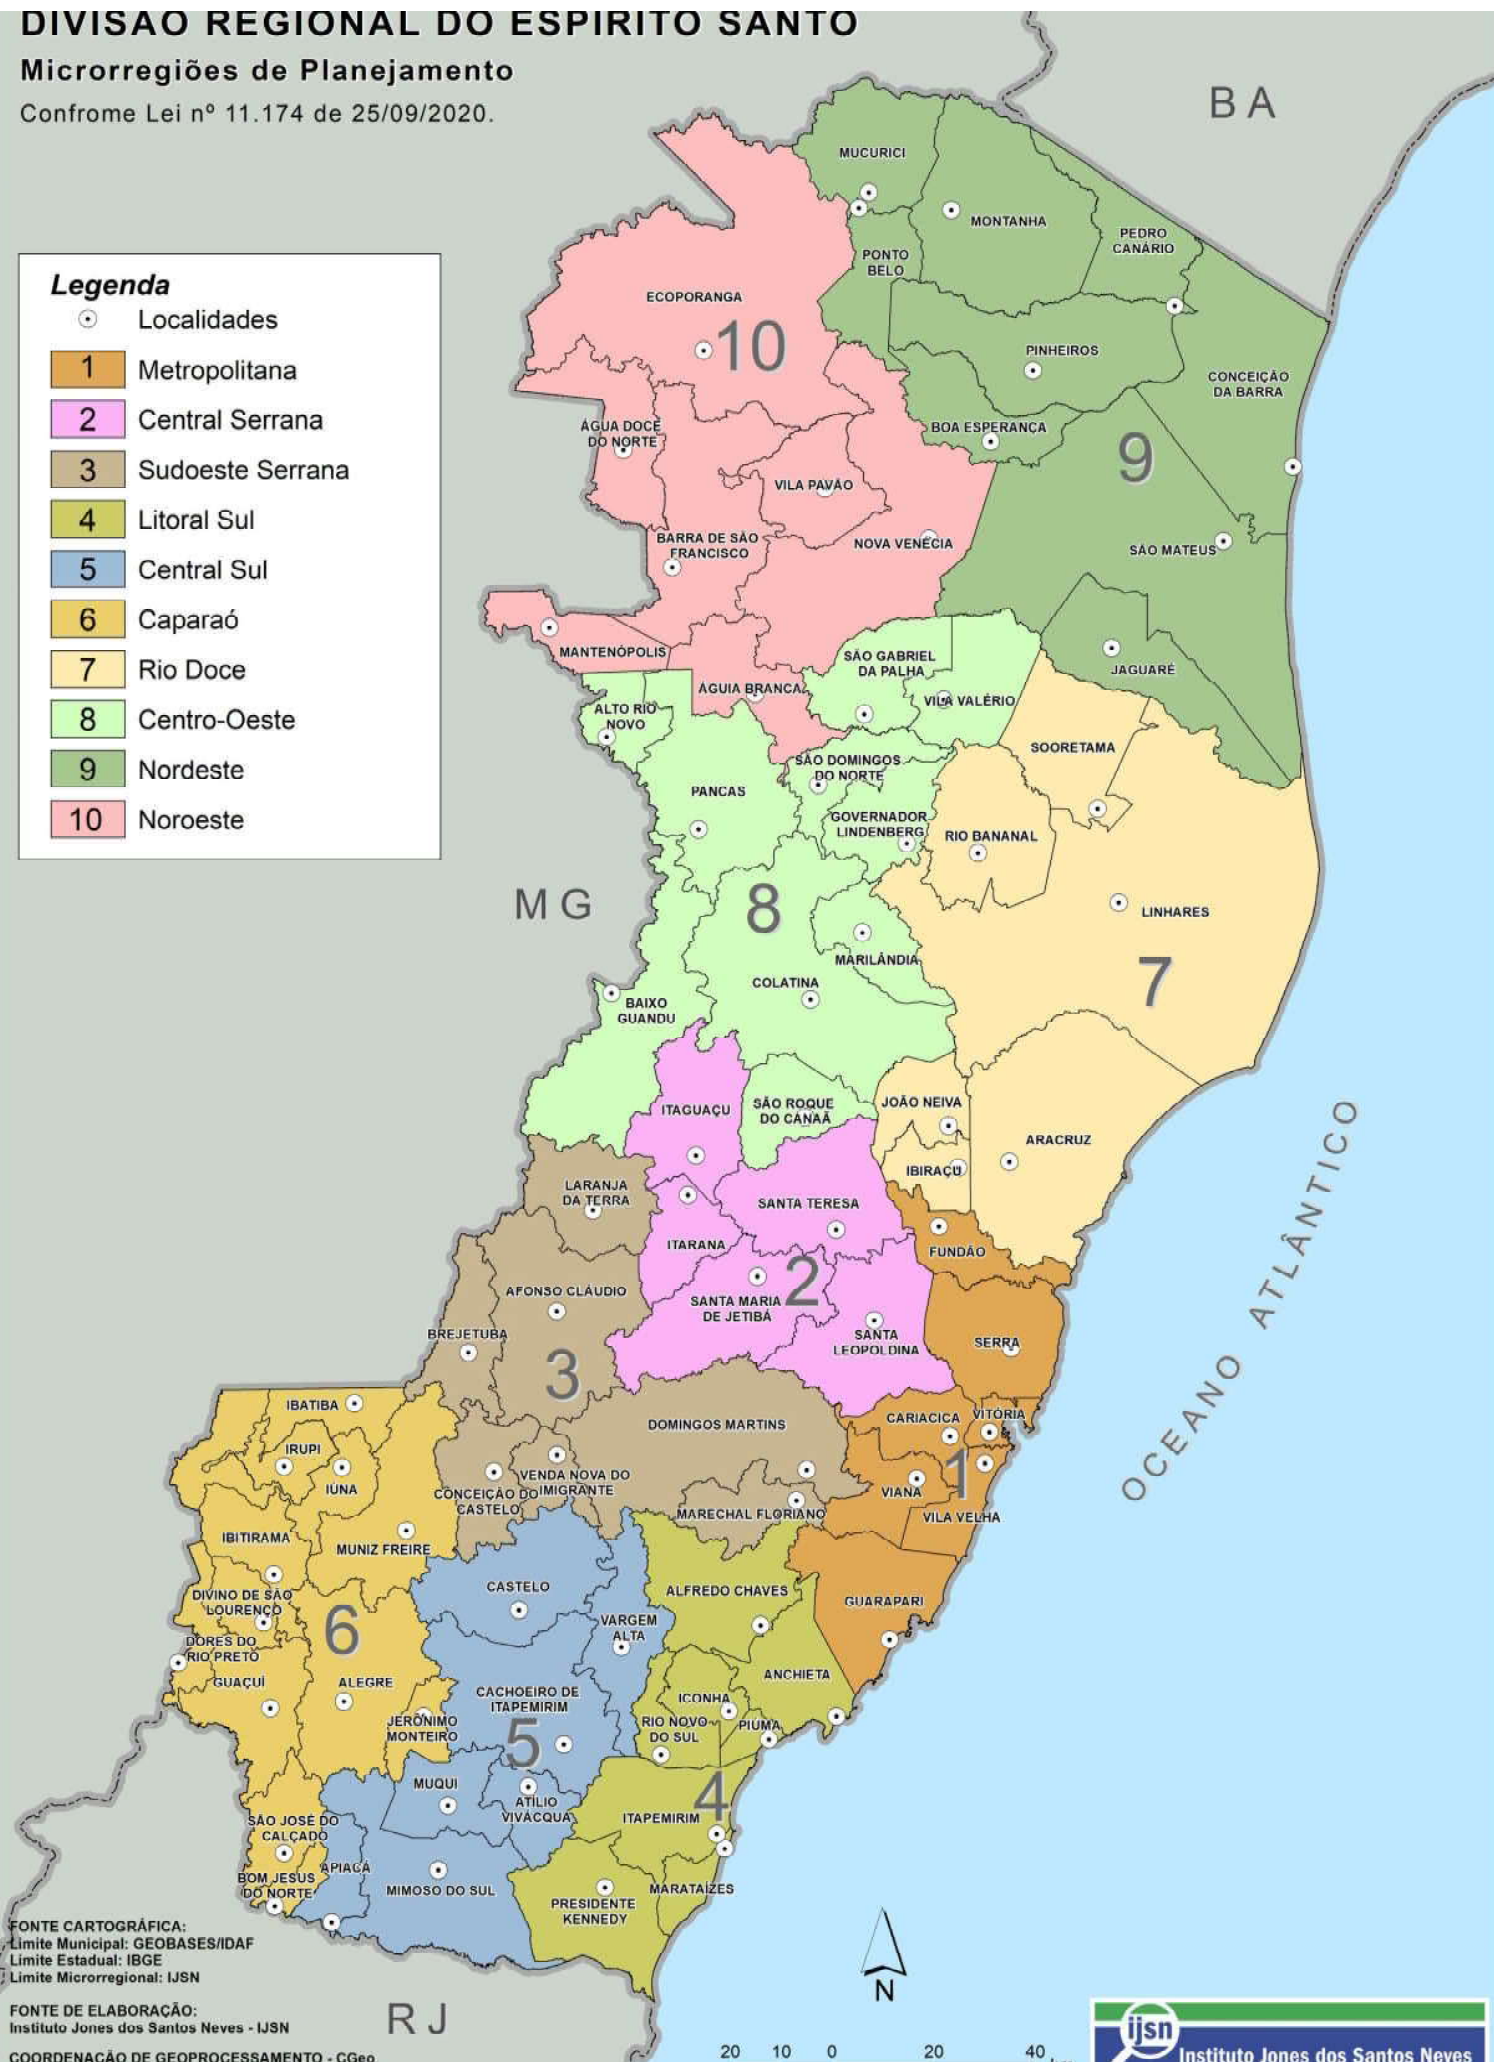 DIVISÃO REGIONAL DO ESPÍRITO SANTO
Microrregiões de Planejamento
Confrome Lei nº 11.174 de 25/09/2020.
BA
Legenda
Localidades
1 Metropolitana
2 Central Serrana
3 Sudoeste Serrana
4 Litoral Sul
5 Central Sul
6 Caparaó
7 Rio Doce
8 Centro-Oeste
9 Nordeste
10 Noroeste
MUCURICI
MONTANHA
PEDRO
CANÁRIO
PONTO
BELO
ECOPORANGA
10
PINHEIROS
CONCEIÇÃO
DA BARRA
ÁGUA DOCE
DO NORTE
BOA ESPERANÇA
9
VILA PAVÃO
BARRA DE SÃO
FRANCISCO
NOVA VENÉCIA
SÃO MATEUS
MANTENÓPOLIS
SÃO GABRIEL
DA PALHA
JAGUARÉ
ÁGUIA BRANCA
VILA VALÉRIO
ALTO RIO
NOVO
SOORETAMA
SÃO DOMINGOS
DO NORTE
PANCAS
GOVERNADOR
LINDENBERG
RIO BANANAL
MG
8
LINHARES
MARILÂNDIA
7
COLATINA
BAIXO
GUANDU
ITAGUAÇU
SÃO ROQUE
DO CANAÃ
JOÃO NEIVA
ARACRUZ
IBIRAÇU
LARANJA
DA TERRA
SANTA TERESA
ITARANA
FUNDÃO
2
AFONSO CLÁUDIO
SANTA MARIA
DE JETIBÁ
BREJETUBA
SANTA
LEOPOLDINA
SERRA
3
OCEANO ATLÂNTICO
IBATIBA
DOMINGOS MARTINS
CARIACICA
VITÓRIA
IRUPI
IÚNA
VENDA NOVA DO
IMIGRANTE
CONCEIÇÃO DO
CASTELO
1
VIANA
MARECHAL FLORIANO
VILA VELHA
IBITIRAMA
MUNIZ FREIRE
CASTELO
ALFREDO CHAVES
GUARAPARI
DIVINO DE SÃO
LOURENÇO
6
VARGEM
ALTA
DORES DO
RIO PRETO
ANCHIETA
GUAÇUÍ
ALEGRE
CACHOEIRO DE
ITAPEMIRIM
ICONHA
JERÔNIMO
MONTEIRO
5
RIO NOVO
DO SUL
PIÚMA
MUQUI
ATÍLIO
VIVÁCQUA
4
ITAPEMIRIM
SÃO JOSÉ DO
CALÇADO
APIACÁ
BOM JESUS
DO NORTE
MIMOSO DO SUL
MARATAÍZES
PRESIDENTE
KENNEDY
FONTE CARTOGRÁFICA:
Limite Municipal: GEOBASES/IDAF
Limite Estadual: IBGE
Limite Microrregional: IJSN
N
FONTE DE ELABORAÇÃO:
Instituto Jones dos Santos Neves - IJSN
RJ
COORDENAÇÃO DE GEOPROCESSAMENTO - CGeo
20 10 0 20 40
ijsn
Instituto Jones dos Santos Neves